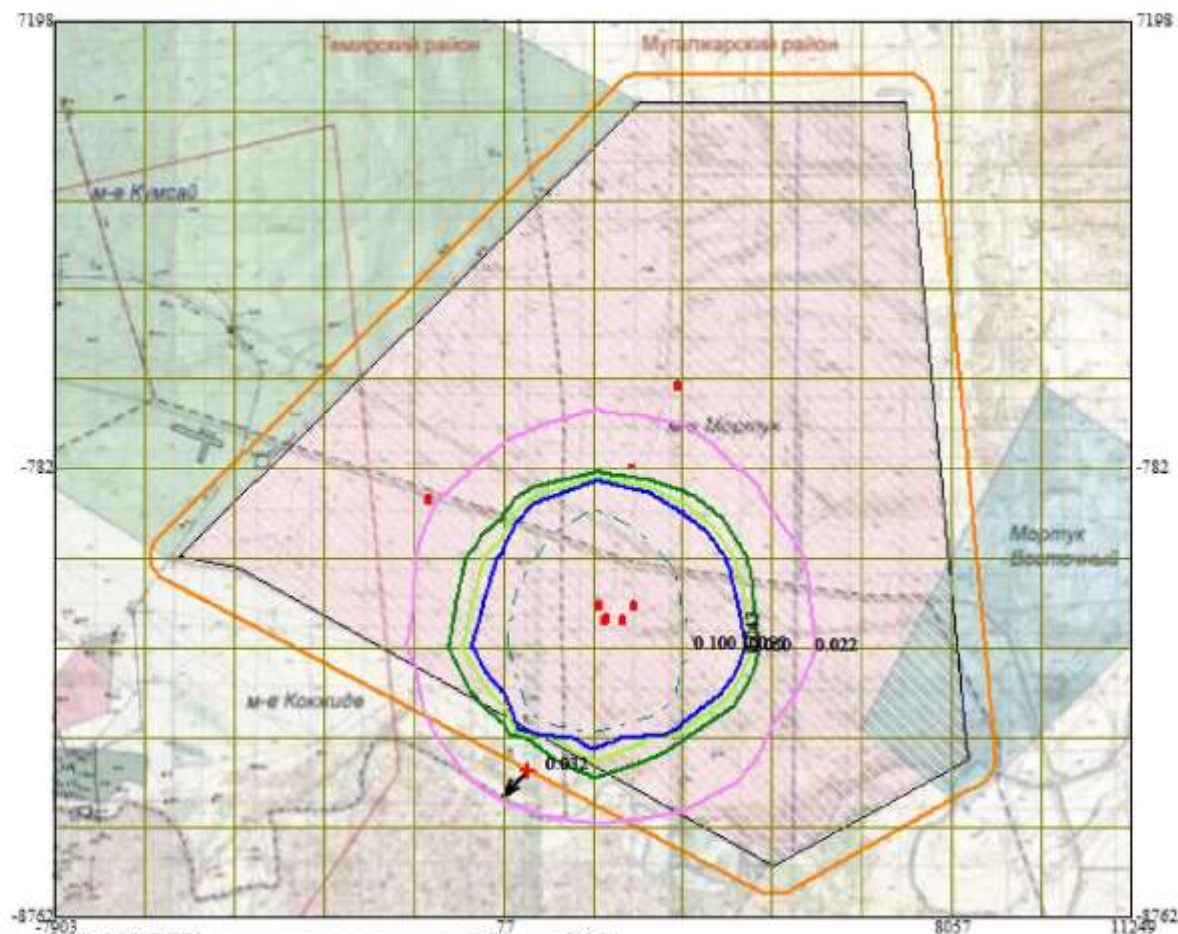 7198
7198
Темирский район
Мугалжарский район
м-е Кумсай
м-е Мортук
-782
-782
Мортук
Восточный
0.100
0.022
м-е Кокжиде
0.032
-8762
-8762
-7903
77
8057
11249